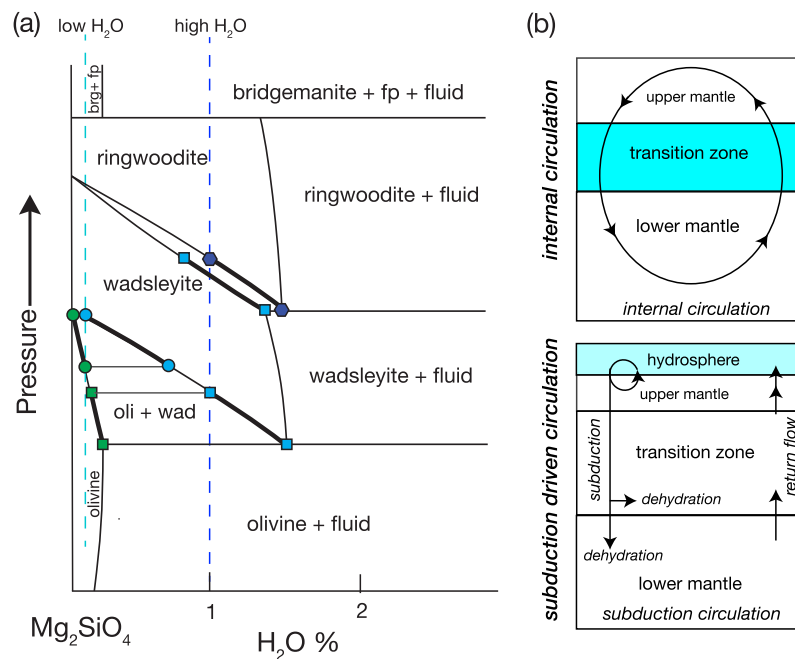 (a)
low H₂O
high H₂O
brg+ fp
bridgemanite + fp + fluid
ringwoodite
ringwoodite + fluid
wadsleyite
Pressure
wadsleyite + fluid
oli + wad
olivine
olivine + fluid
1
2
Mg₂SiO₄
H₂O %
(b)
internal circulation
upper mantle
transition zone
lower mantle
internal circulation
subduction driven circulation
hydrosphere
upper mantle
subduction
transition zone
return flow
dehydration
dehydration
lower mantle
subduction circulation